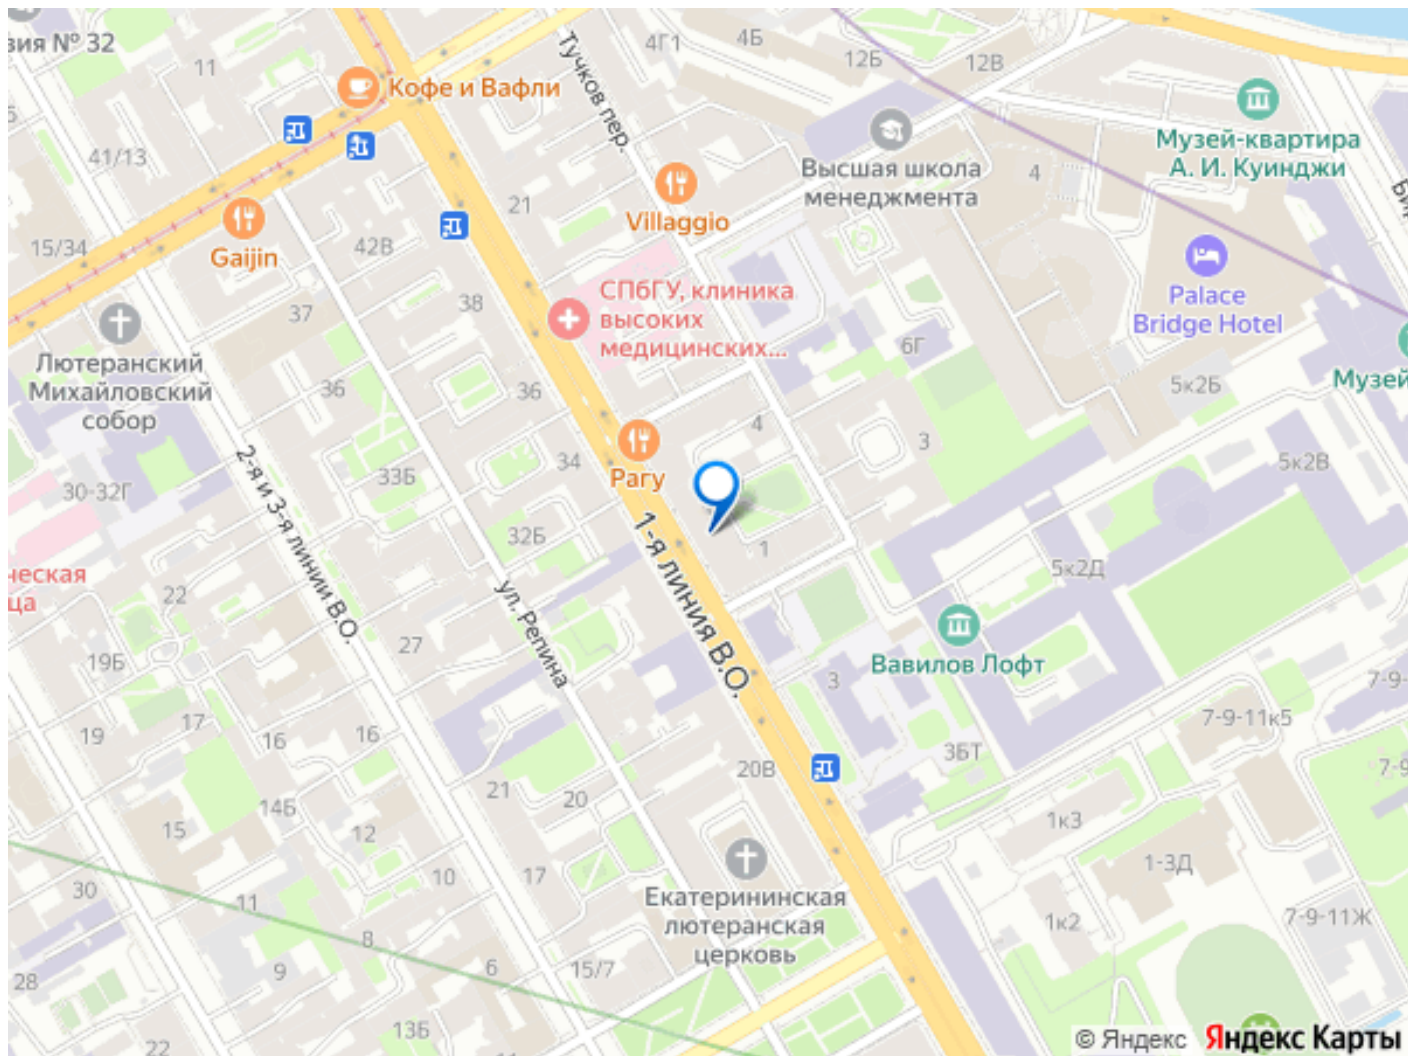 зия № 32
11
Кофе и Вафли
Тучков пер.
4Г1
4Б
12Б
12В
Музей-квартира
А. И. Куинджи
Высшая школа
менеджмента
4
41/13
15/34
Gaijin
42В
21
Villaggio
Palace
Bridge Hotel
37
38
СПбГУ, клиника
высоких
медицинских...
6Г
Лютеранский
Михайловский
собор
36
36
5к2Б
Музей
4
3
Рагу
34
33Б
30-32Г
5к2В
2-я и 3-я линии В.О.
32Б
1-я линия В.О.
1
5к2Д
ческая
ца
22
ул. Репина
27
19Б
Вавилов Лофт
3
7-9-
7-9-11к5
19
17
16
16
3БТ
20В
7-9
21
20
14Б
15
12
1к3
1-3Д
30
11
10
17
Екатерининская
лютеранская
церковь
1к2
7-9-11Ж
8
9
6
15/7
28
13Б
22
© Яндекс Яндекс Карты